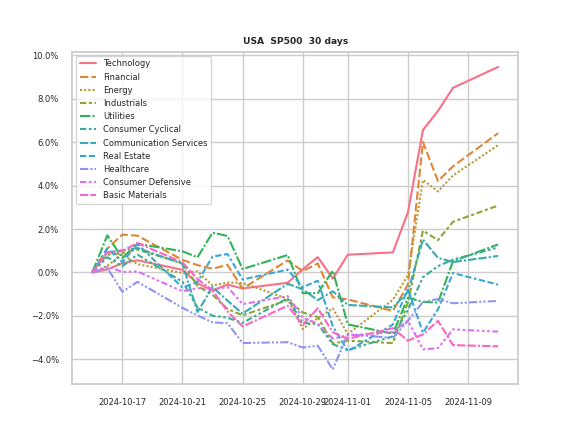 USA SP500 30 days
10.0%
8.0%
6.0%
4.0%
2.0%
0.0%
−2.0%
−4.0%
Technology
Financial
Energy
Industrials
Utilities
Consumer Cyclical
Communication Services
Real Estate
Healthcare
Consumer Defensive
Basic Materials
2024-10-17 2024-10-21 2024-10-25 2024-10-29 2024-11-01 2024-11-05 2024-11-09